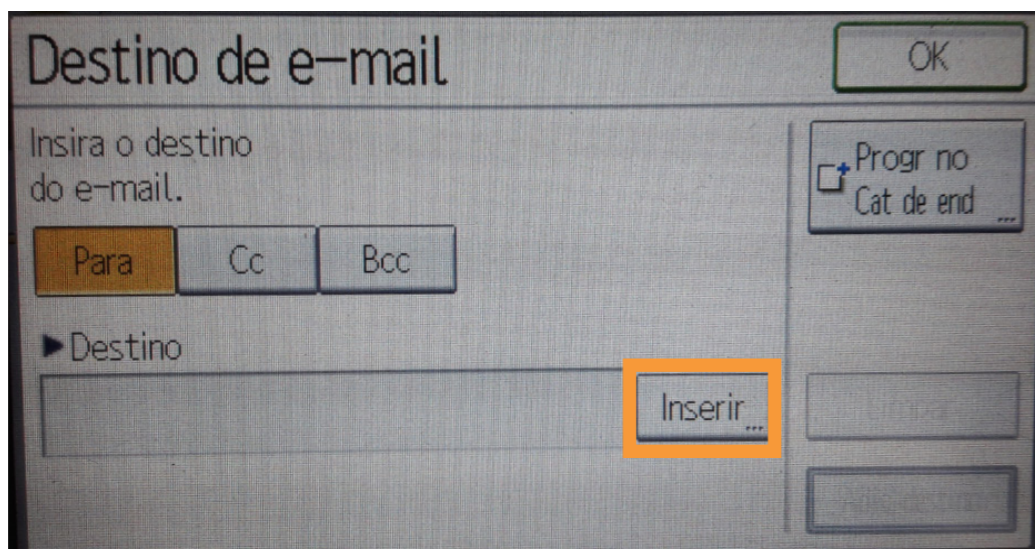 Destino de e-mail
OK
Insira o destino
do e-mail.
Progr no
Cat de end ...
Para
Cc
Bcc
►Destino
Inserir...